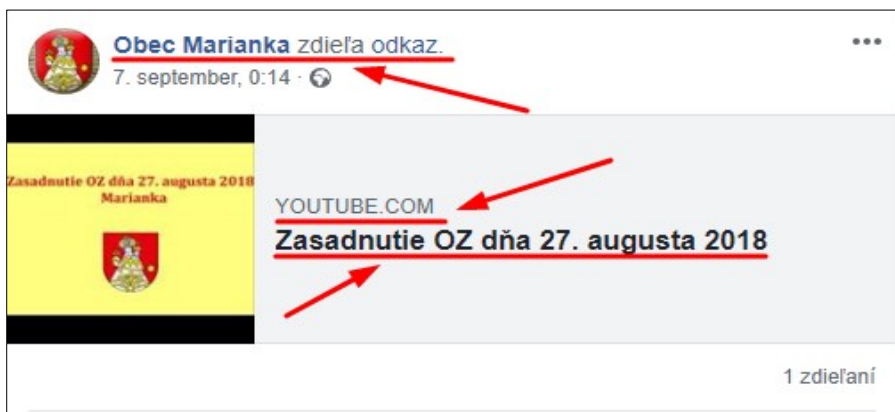 Obec Marianka zdieľa odkaz.
7. september, 0:14 ·
Zasadnutie OZ dňa 27. augusta 2018
Marianka
YOUTUBE.COM
Zasadnutie OZ dňa 27. augusta 2018
1 zdieľaní